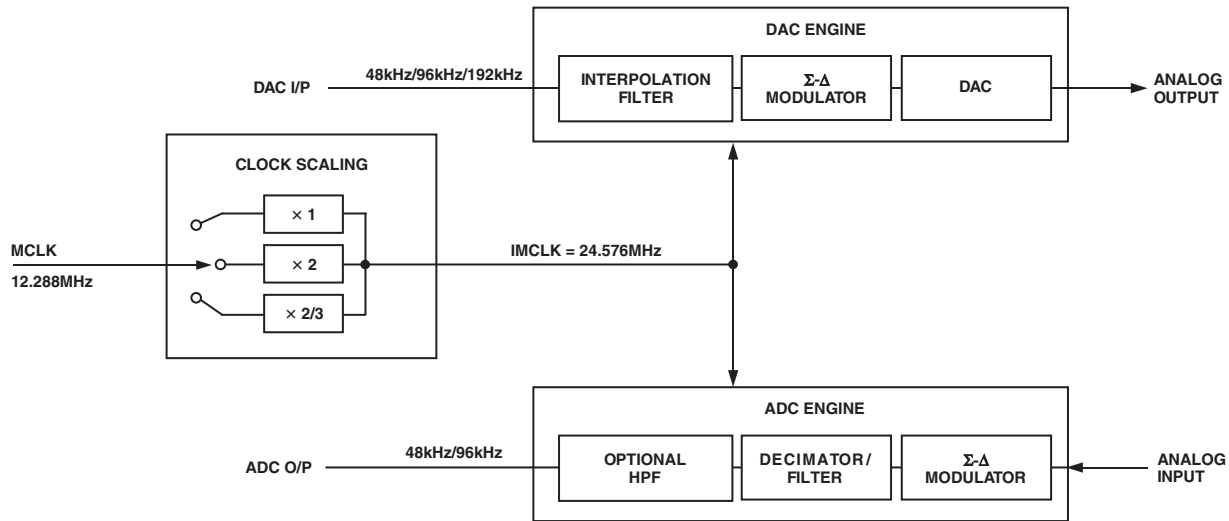 DAC ENGINE
48kHz/96kHz/192kHz
DAC I/P
INTERPOLATION
FILTER
Σ-Δ
MODULATOR
DAC
ANALOG
OUTPUT
CLOCK SCALING
× 1
MCLK
12.288MHz
× 2
× 2/3
IMCLK = 24.576MHz
ADC ENGINE
48kHz/96kHz
ADC O/P
OPTIONAL
HPF
DECIMATOR/
FILTER
Σ-Δ
MODULATOR
ANALOG
INPUT